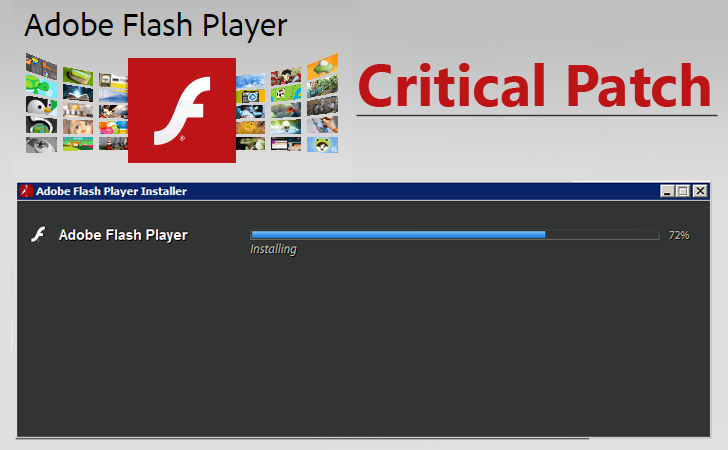 Adobe Flash Player
Critical Patch
Adobe Flash Player Installer
Adobe Flash Player
72%
Installing